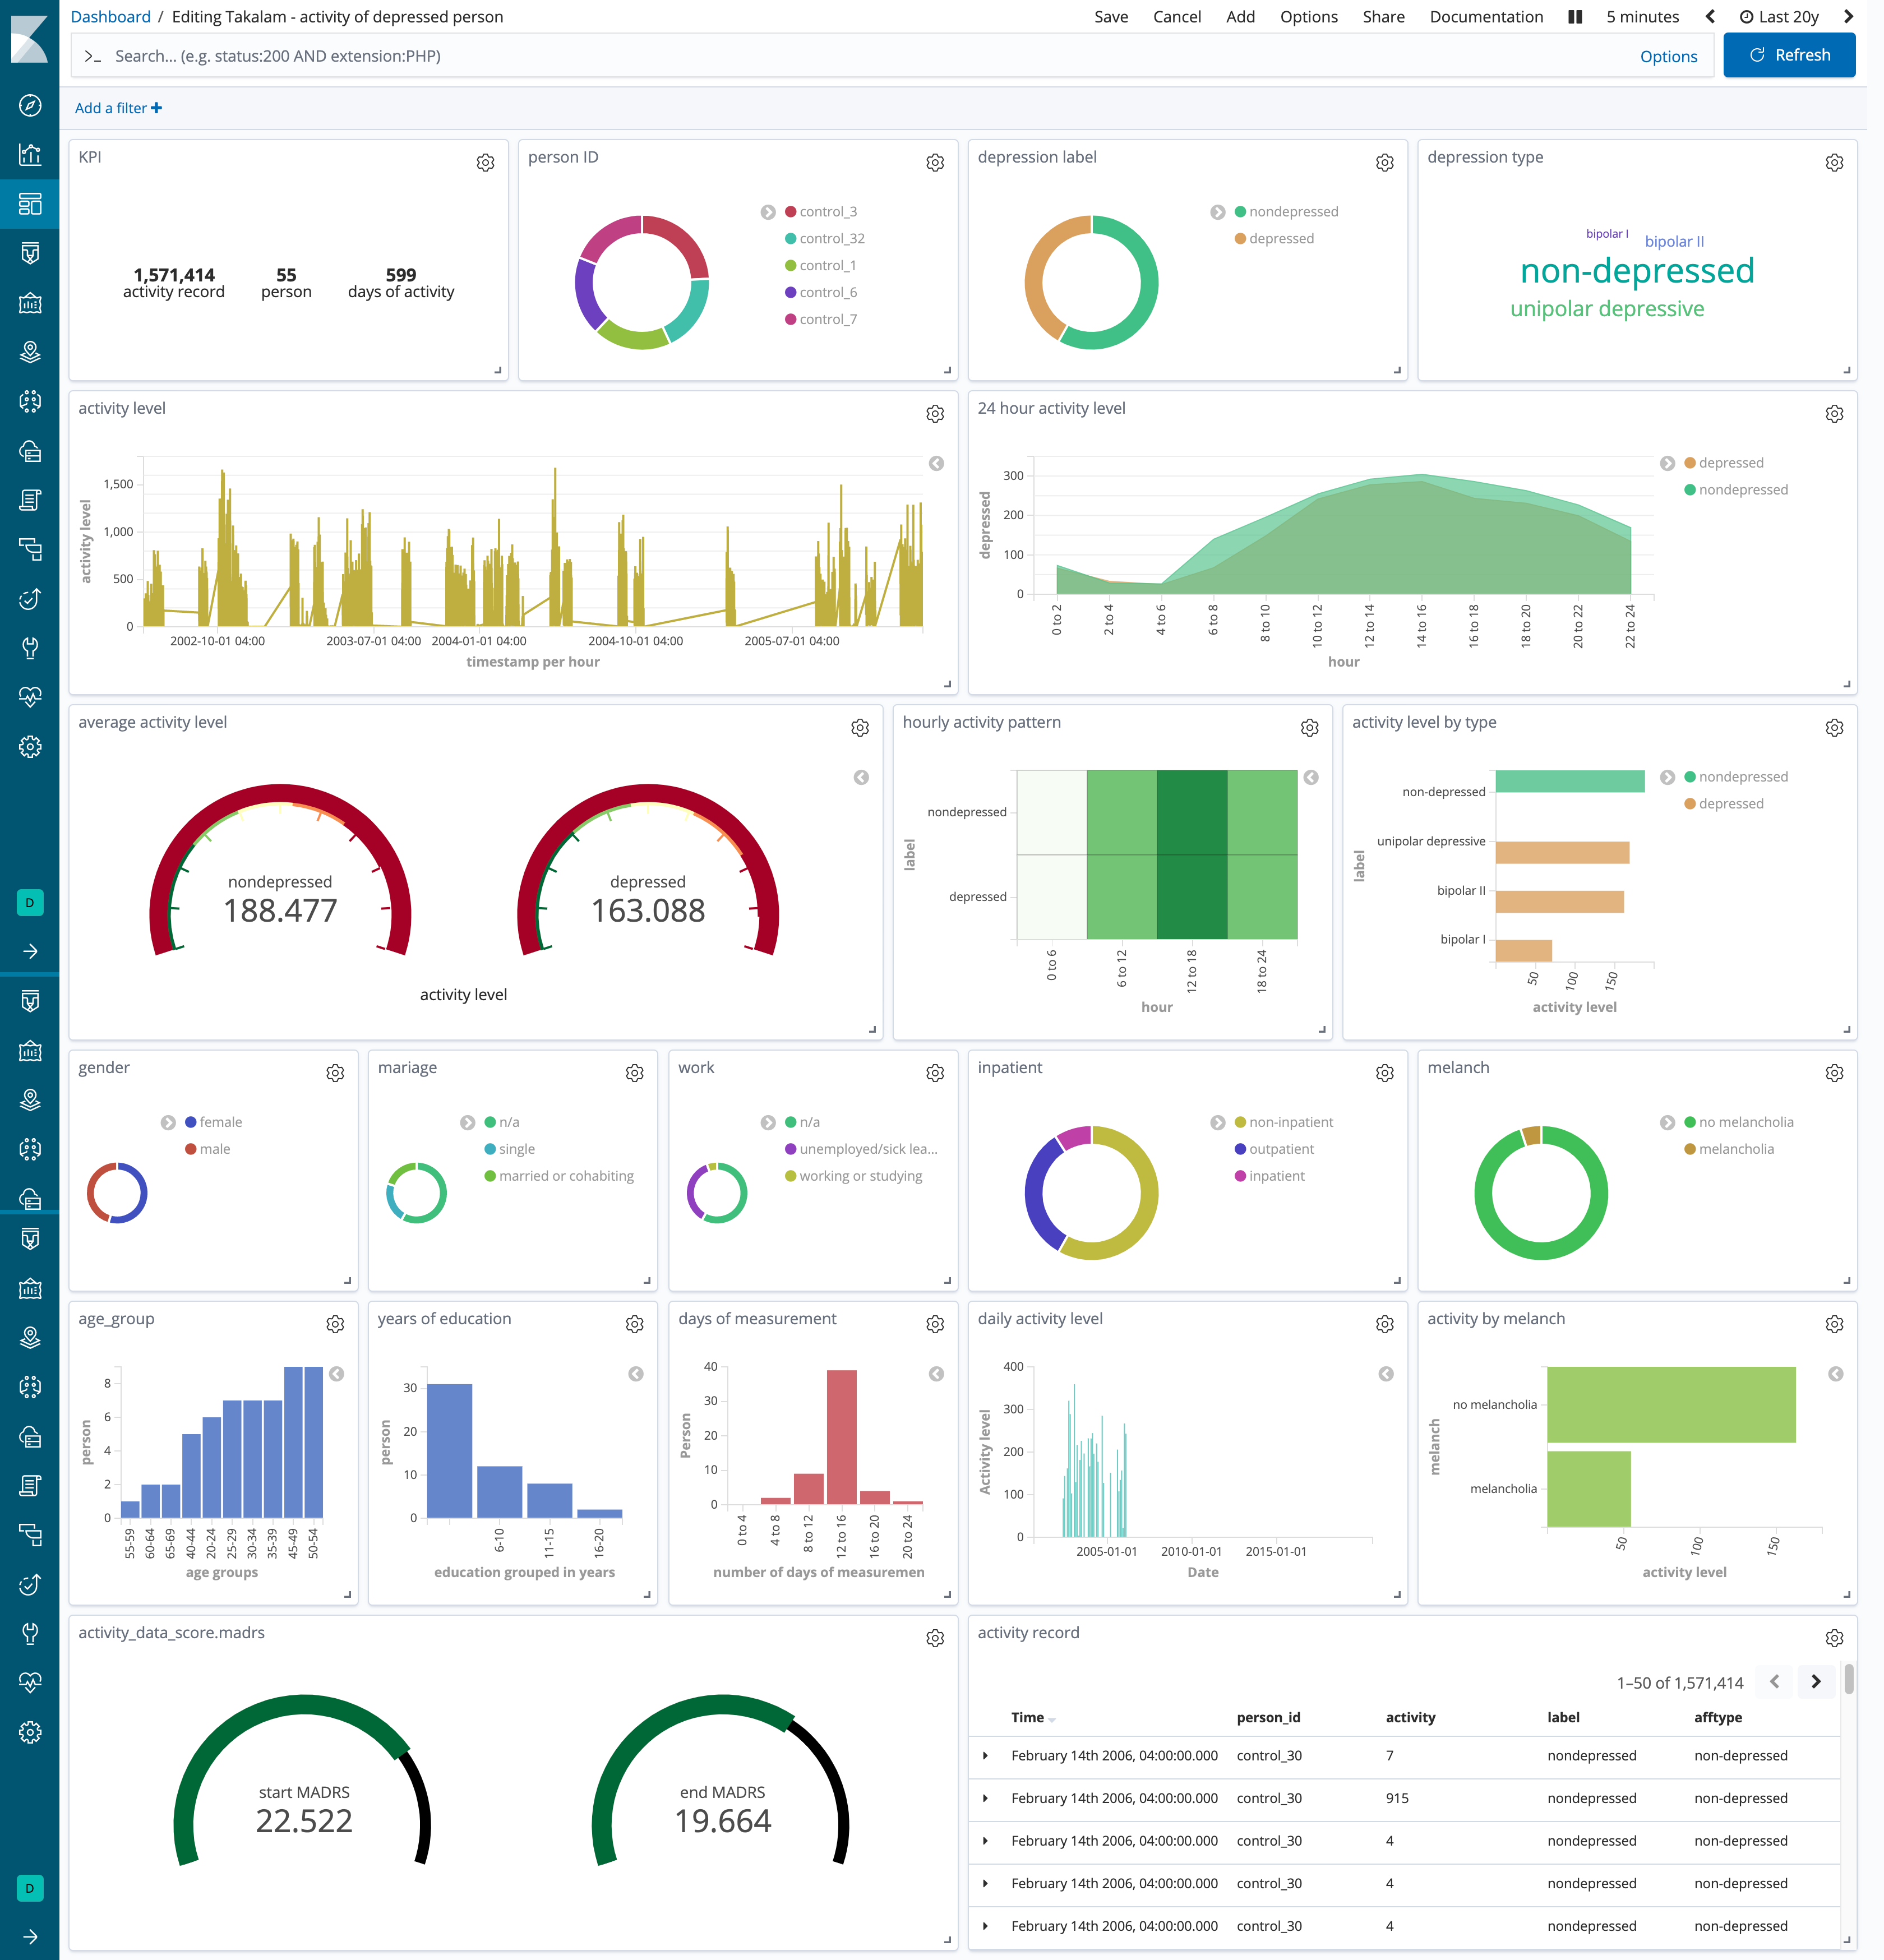 Dashboard / Editing Takalam - activity of depressed person
Save Cancel Add Options Share Documentation 5 minutes Last 20y
>_ Search... (e.g. status:200 AND extension:PHP) Options Refresh
Add a filter +
KPI
1,571,414 55 599
activity record person days of activity
person ID
control_3
control_32
control_1
control_6
control_7
depression label
nondepressed
depressed
depression type
bipolar I
bipolar II
non-depressed
unipolar depressive
activity level
activity level
1,500
1,000
500
0
2002-10-01 04:00 2003-07-01 04:00 2004-01-01 04:00 2004-10-01 04:00 2005-07-01 04:00
timestamp per hour
24 hour activity level
depressed
300
200
100
0
0 to 2 2 to 4 4 to 6 6 to 8 8 to 10 10 to 12 12 to 14 14 to 16 16 to 18 18 to 20 20 to 22 22 to 24
hour
depressed
nondepressed
average activity level
nondepressed
188.477
depressed
163.088
activity level
hourly activity pattern
label
nondepressed
depressed
0 to 6 6 to 12 12 to 18 18 to 24
hour
activity level by type
label
non-depressed
unipolar depressive
bipolar II
bipolar I
50 100 150
activity level
nondepressed
depressed
D
gender
female
male
mariage
n/a
single
married or cohabiting
work
n/a
unemployed/sick lea...
working or studying
inpatient
non-inpatient
outpatient
inpatient
melanch
no melancholia
melancholia
age_group
person
8
6
4
2
0
55-59 60-64 65-69 40-44 20-24 25-29 30-34 35-39 45-49 50-54
age groups
years of education
person
30
20
10
0
6-10 11-15 16-20
education grouped in years
days of measurement
Person
40
30
20
10
0
0 to 4 4 to 8 8 to 12 12 to 16 16 to 20 20 to 24
number of days of measuremen
daily activity level
Activity level
400
300
200
100
0
2005-01-01 2010-01-01 2015-01-01
Date
activity by melanch
melanch
no melancholia
melancholia
50 100 150
activity level
activity_data_score.madrs
start MADRS
22.522
end MADRS
19.664
activity record
1–50 of 1,571,414
Time person_id activity label afftype
February 14th 2006, 04:00:00.000 control_30 7 nondepressed non-depressed
February 14th 2006, 04:00:00.000 control_30 915 nondepressed non-depressed
February 14th 2006, 04:00:00.000 control_30 4 nondepressed non-depressed
February 14th 2006, 04:00:00.000 control_30 4 nondepressed non-depressed
February 14th 2006, 04:00:00.000 control_30 4 nondepressed non-depressed
D